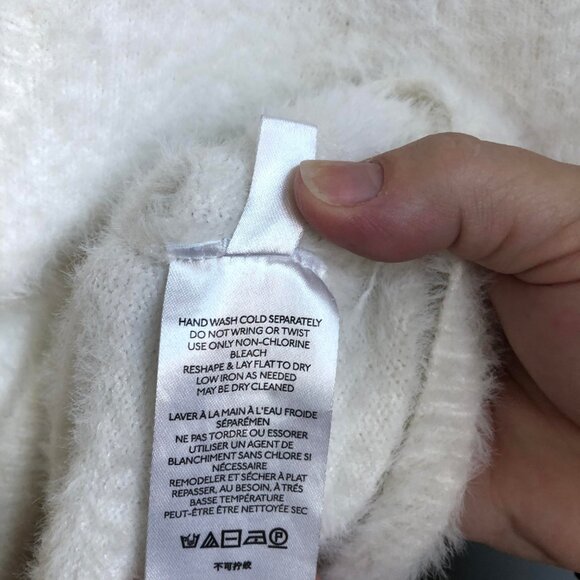 HAND WASH COLD SEPARATELY
DO NOT WRING OR TWIST
USE ONLY NON-CHLORINE
BLEACH
RESHAPE & LAY FLAT TO DRY
LOW IRON AS NEEDED
MAY BE DRY CLEANED
LAVER À LA MAIN À L'EAU FROIDE
SÉPARÉMEN
NE PAS TORDRE OU ESSORER
UTILISER UN AGENT DE
BLANCHIMENT SANS CHLORE SI
NÉCESSAIRE
REMODELER ET SÉCHER À PLAT
REPASSER, AU BESOIN, À TRÉS
BASSE TEMPÉRATURE
PEUT-ÊTRE ÊTRE NETTOYÉE SEC
P
不可拧绞